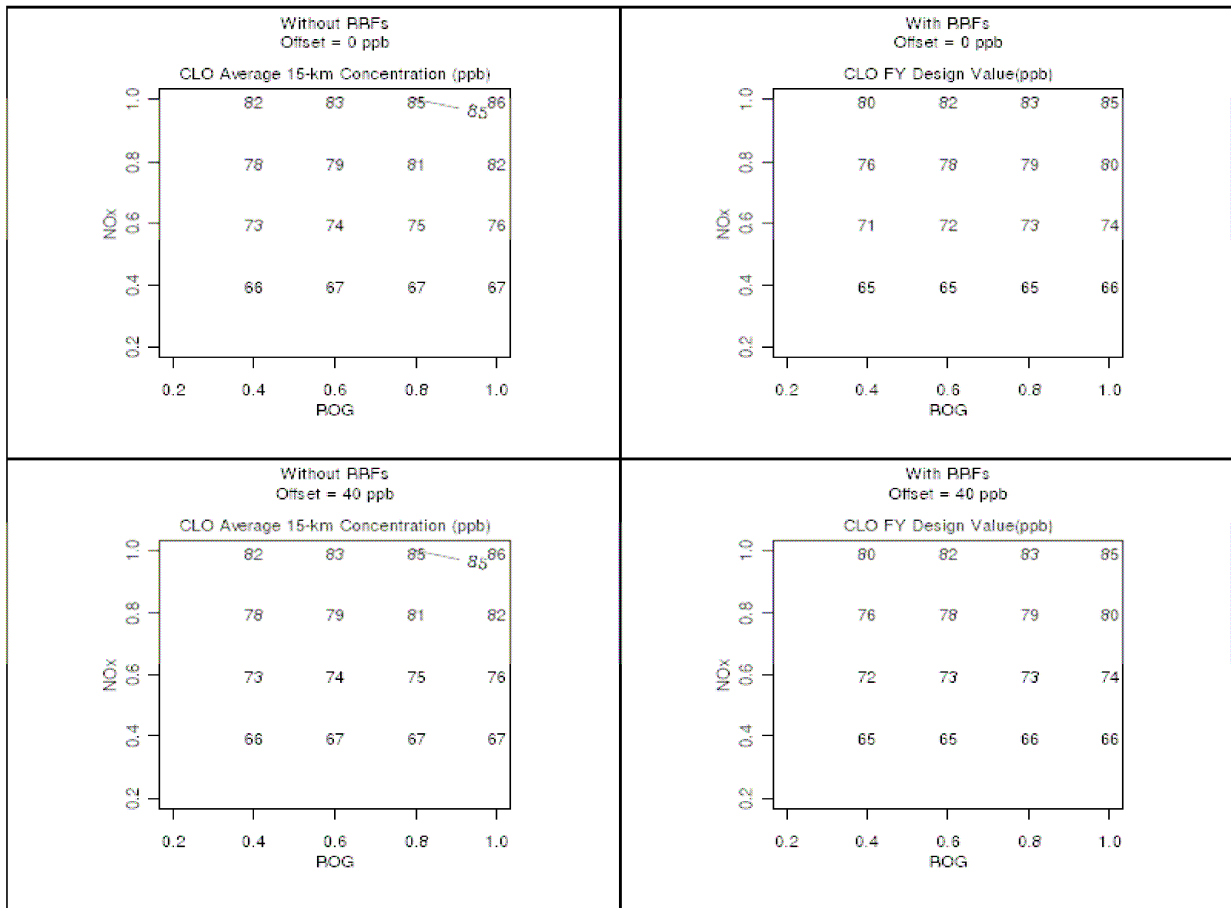 Without RRFs
Offset = 0 ppb
CLO Average 15-km Concentration (ppb)
1.0 82 83 85 86
85
0.8 78 79 81 82
0.6 73 74 75 76
NOx
0.4 66 67 67 67
0.2
0.2 0.4 0.6 0.8 1.0
ROG
With RRFs
Offset = 0 ppb
CLO FY Design Value(ppb)
1.0 80 82 83 85
0.8 76 78 79 80
0.6 71 72 73 74
NOx
0.4 65 65 65 66
0.2
0.2 0.4 0.6 0.8 1.0
ROG
Without RRFs
Offset = 40 ppb
CLO Average 15-km Concentration (ppb)
1.0 82 83 85 86
85
0.8 78 79 81 82
0.6 73 74 75 76
NOx
0.4 66 67 67 67
0.2
0.2 0.4 0.6 0.8 1.0
ROG
With RRFs
Offset = 40 ppb
CLO FY Design Value(ppb)
1.0 80 82 83 85
0.8 76 78 79 80
0.6 72 73 73 74
NOx
0.4 65 65 66 66
0.2
0.2 0.4 0.6 0.8 1.0
ROG